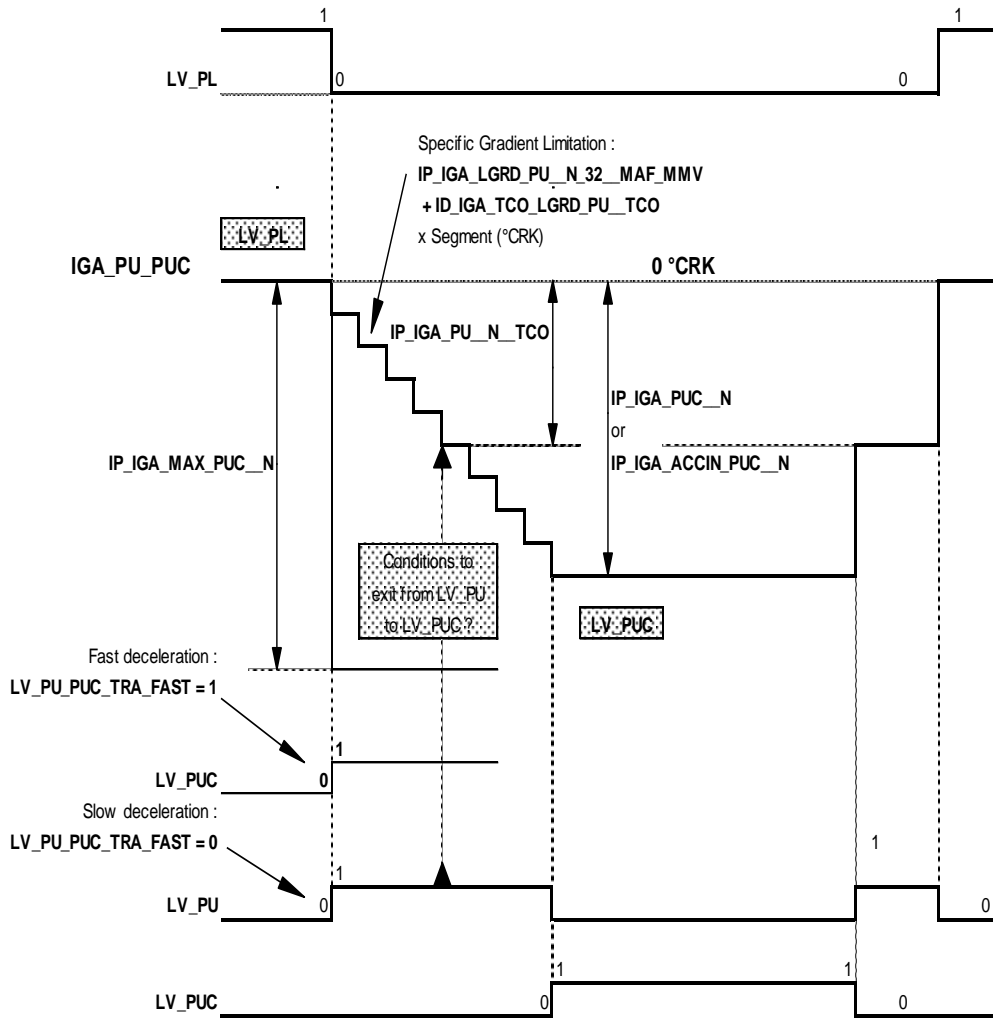 1
1
LV_PL
0
0
Specific Gradient Limitation :
IP_IGA_LGRD_PU__N_32__MAF_MMV
+ ID_IGA_TCO_LGRD_PU__TCO
x Segment (°CRK)
LV_PL
IGA_PU_PUC
0 °CRK
IP_IGA_PU__N__TCO
IP_IGA_PUC__N
or
IP_IGA_ACCIN_PUC__N
IP_IGA_MAX_PUC__N
Conditions to
exit from LV_PU
to LV_PUC ?
LV_PUC
Fast deceleration :
LV_PU_PUC_TRA_FAST = 1
1
LV_PUC
0
Slow deceleration :
LV_PU_PUC_TRA_FAST = 0
1
1
LV_PU
0
0
1
1
LV_PUC
0
0